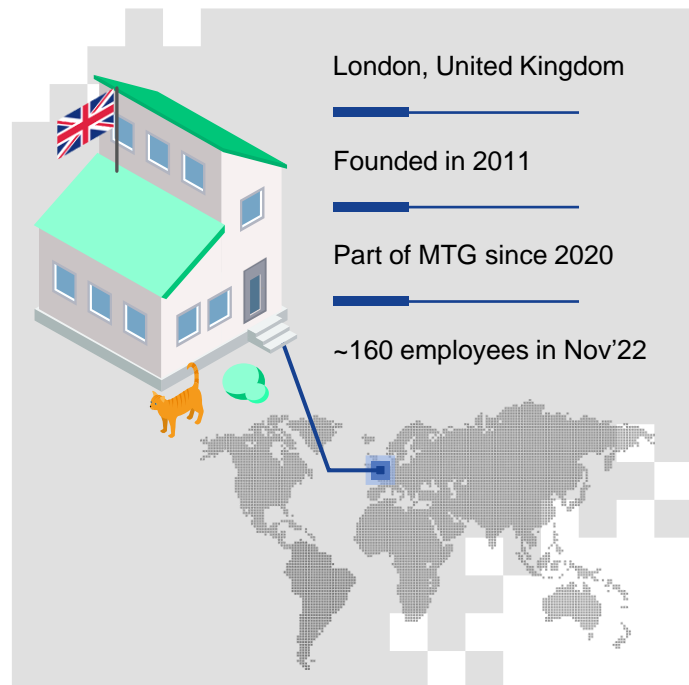 London, United Kingdom
Founded in 2011
Part of MTG since 2020
~160 employees in Nov’22